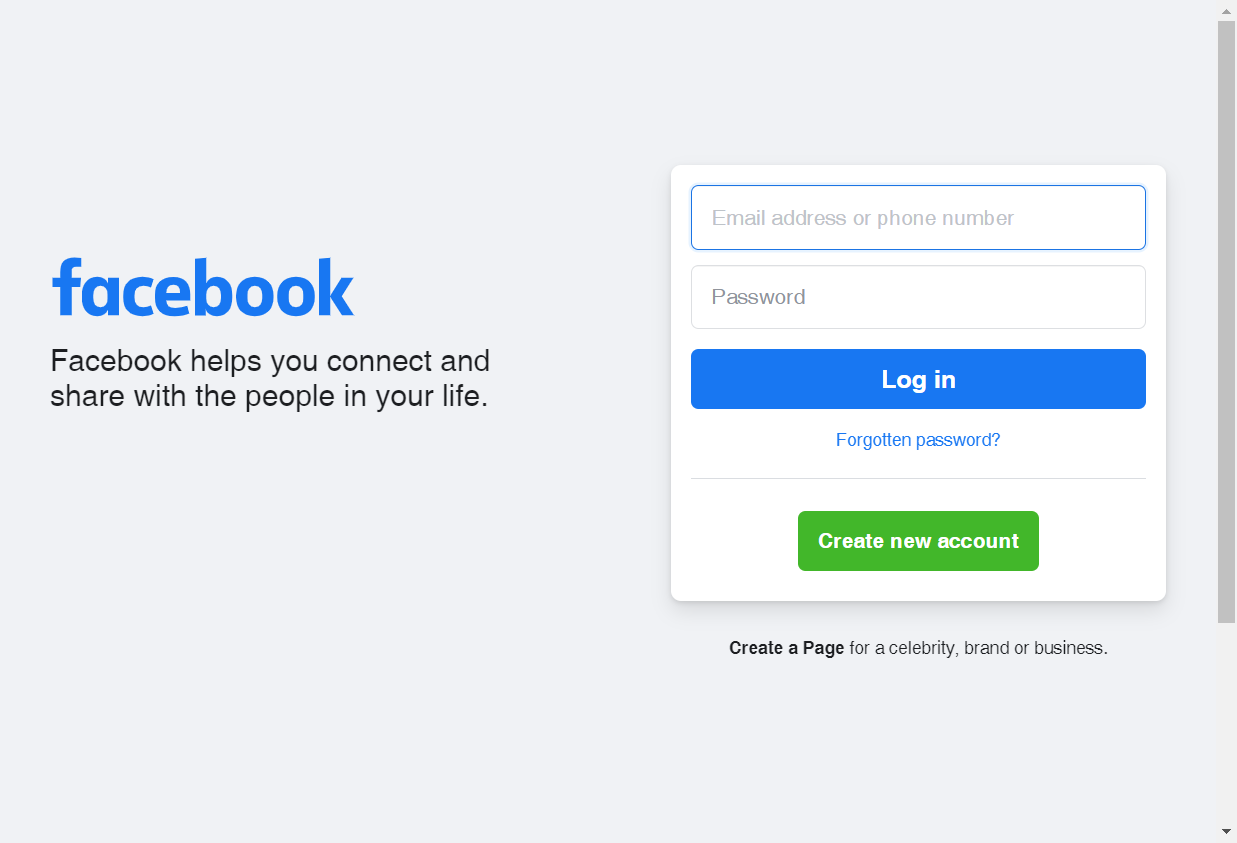 facebook
Facebook helps you connect and
share with the people in your life.
Email address or phone number
Password
Log in
Forgotten password?
Create new account
Create a Page for a celebrity, brand or business.